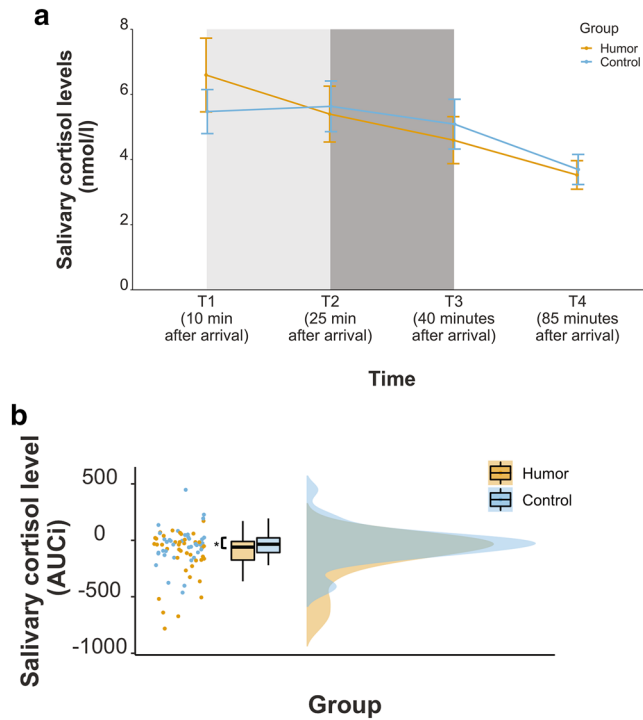 a
Salivary cortisol levels
(nmol/l)
8
6
4
2
0
Group
Humor
Control
T1
(10 min
after arrival)
T2
(25 min
after arrival)
T3
(40 minutes
after arrival)
T4
(85 minutes
after arrival)
Time
b
Salivary cortisol level
(AUCi)
500
0
-500
-1000
*
Humor
Control
Group